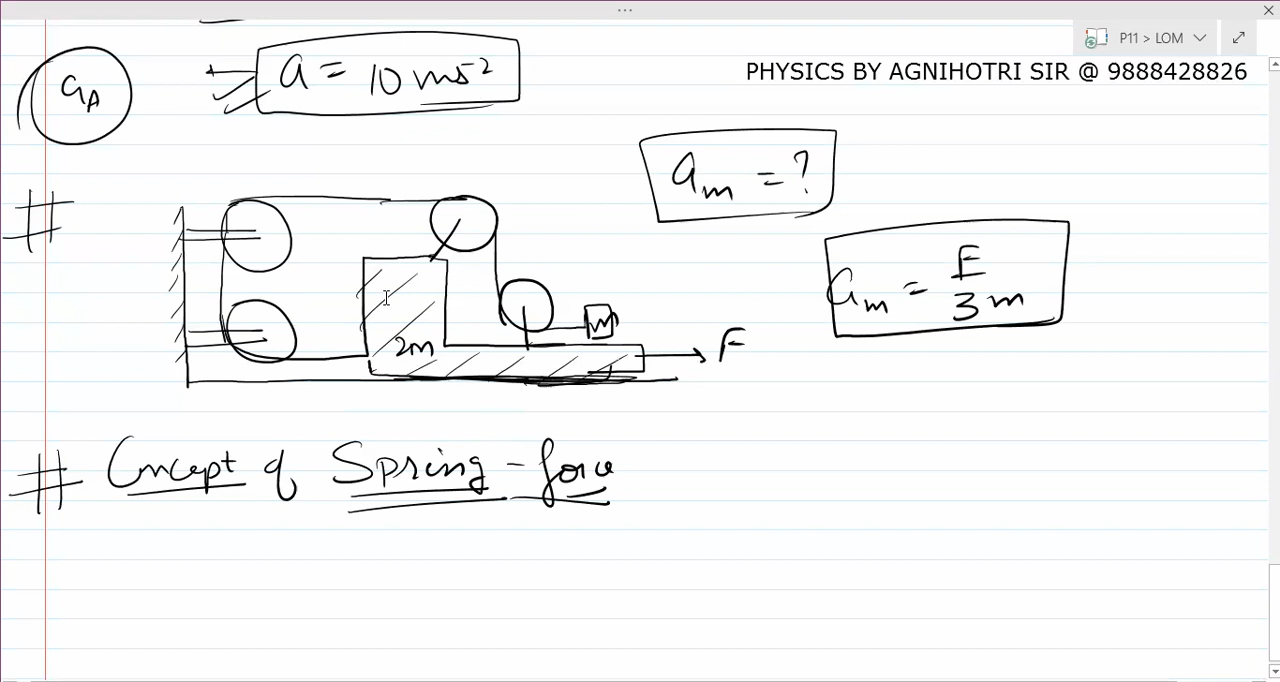 P11 > LOM
PHYSICS BY AGNIHOTRI SIR @ 9888428826
a = 10 ms⁻²
a_A
a_m = ?
#
a_m = F/3m
m
2m
F
# Concept of Spring-force